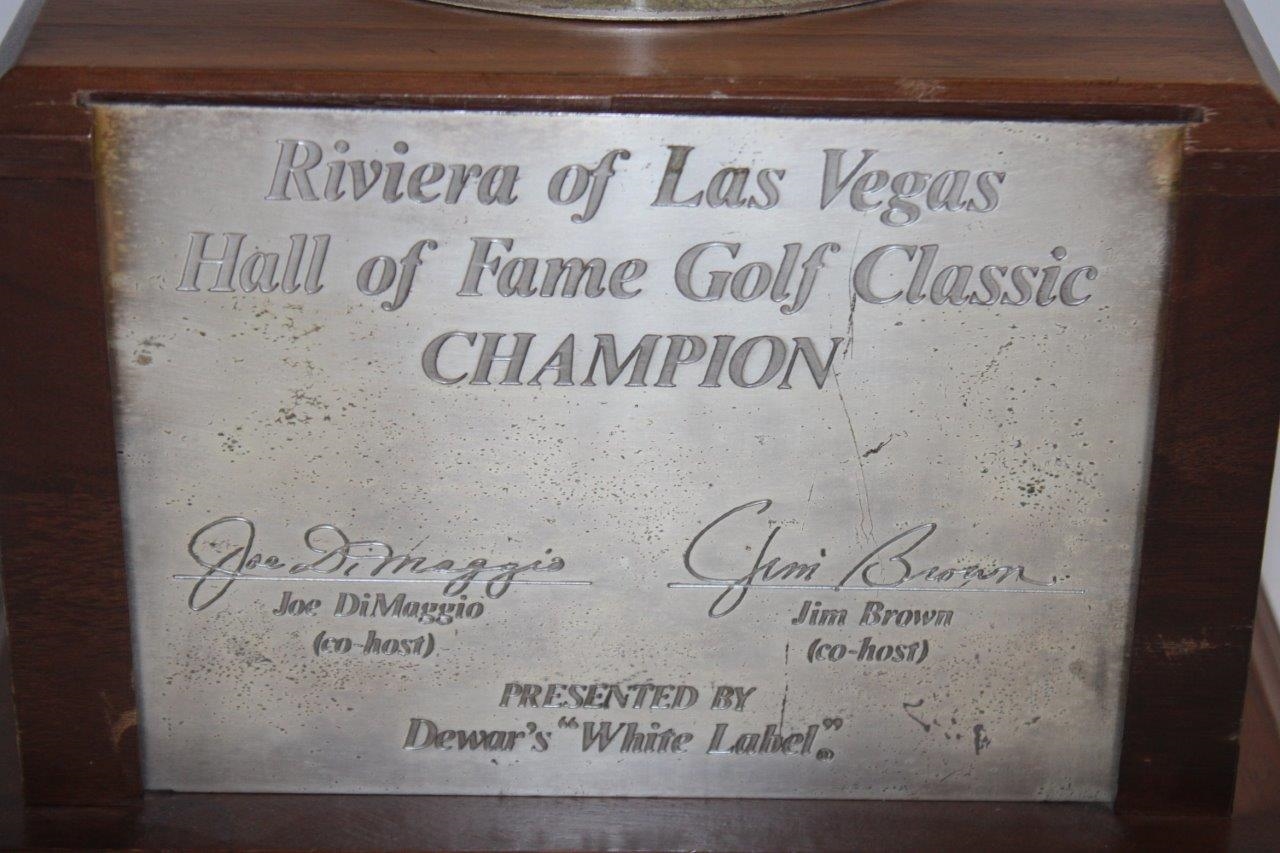 Riviera of Las Vegas
Hall of Fame Golf Classic
CHAMPION
Joe DiMaggio Jim Brown
Joe DiMaggio Jim Brown
(co-host) (co-host)
PRESENTED BY
Dewar's "White Label."